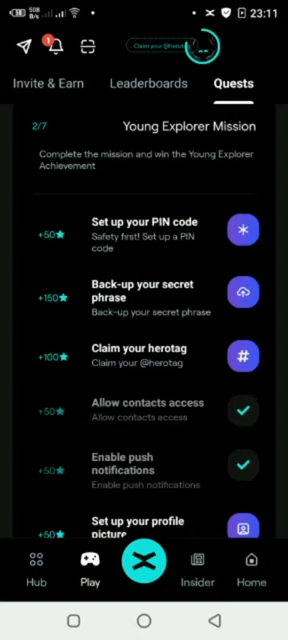 58
508
B/s
23:11
1
Claim your @herotag
Invite & Earn
Leaderboards
Quests
2/7
Young Explorer Mission
Complete the mission and win the Young Explorer
Achievement
+50★
Set up your PIN code
Safety first! Set up a PIN
code
+150★
Back-up your secret
phrase
Back-up your secret phrase
+100★
Claim your herotag
Claim your @herotag
+50★
Allow contacts access
Allow contacts access
+50★
Enable push
notifications
Enable push notifications
+50★
Set up your profile
picture
Hub
Play
Insider
Home